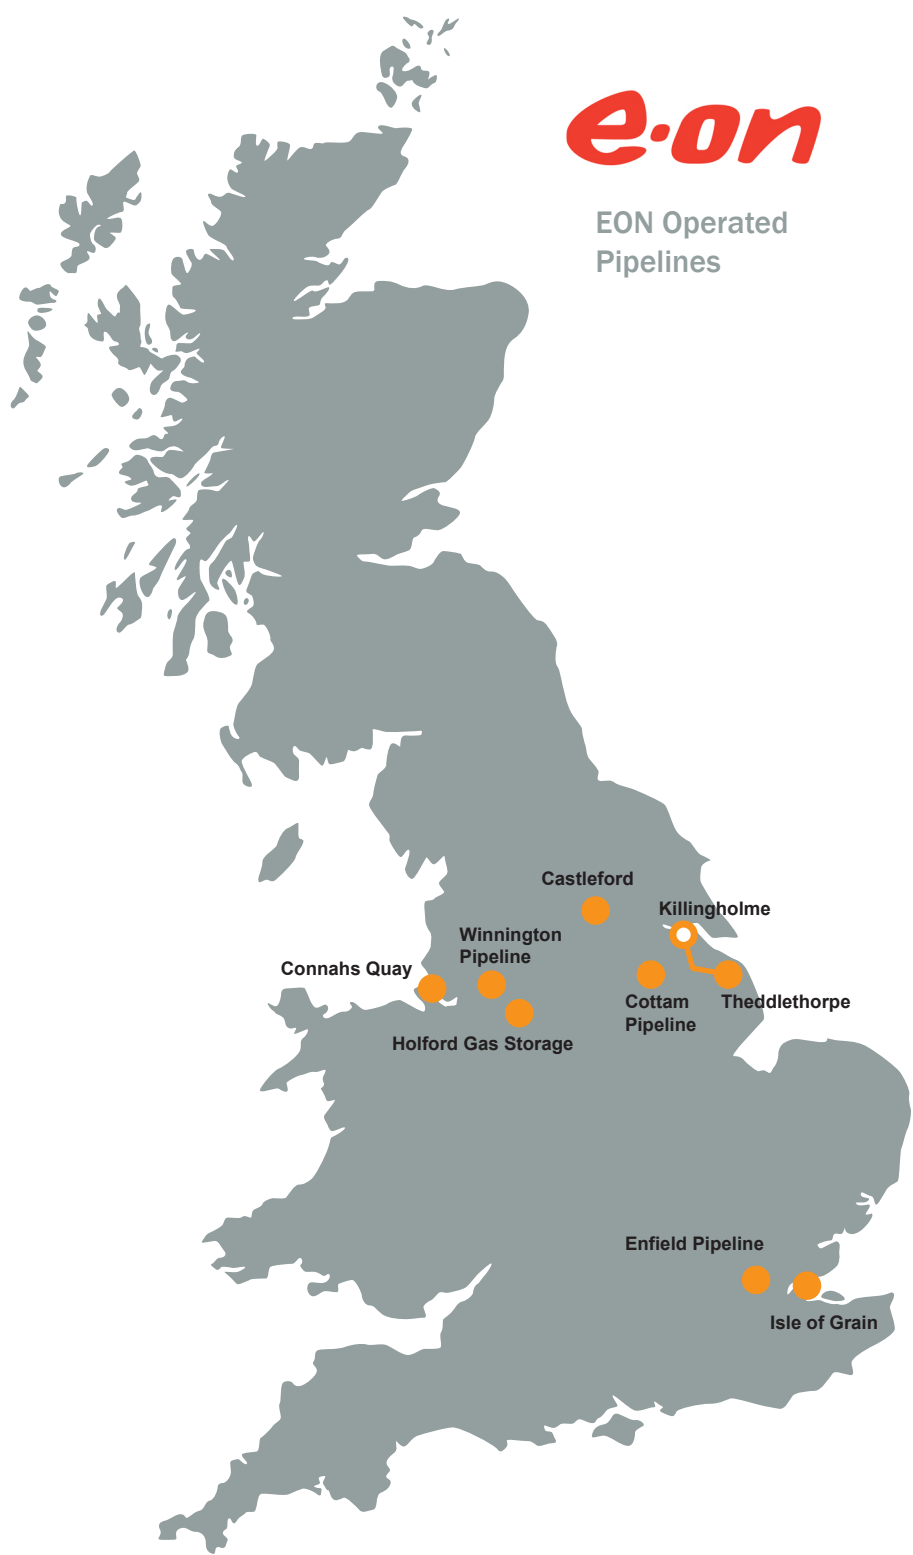 e·on
EON Operated
Pipelines
Castleford
Killingholme
Winnington
Pipeline
Connahs Quay
Cottam
Pipeline
Theddlethorpe
Holford Gas Storage
Enfield Pipeline
Isle of Grain